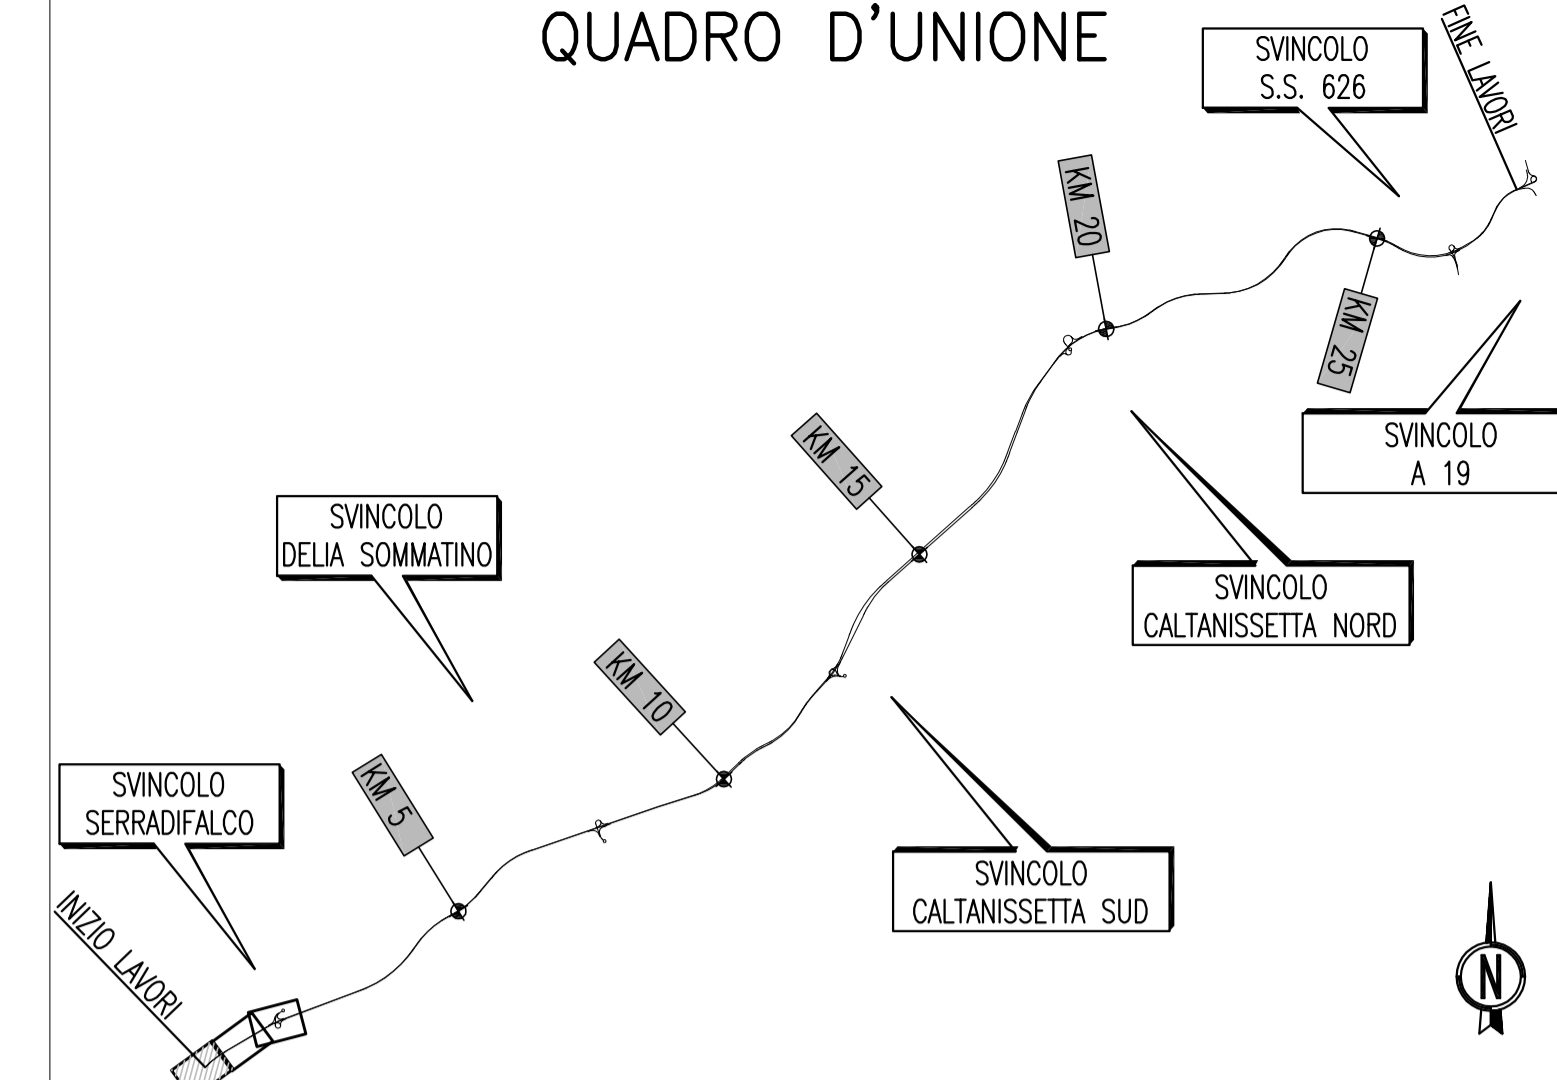 QUADRO D'UNIONE
SVINCOLO
S.S. 626
FINE LAVORI
KM 20
KM 25
SVINCOLO
A 19
KM 15
SVINCOLO
DELIA SOMMATINO
SVINCOLO
CALTANISSETTA NORD
KM 10
KM 5
SVINCOLO
SERRADIFALCO
SVINCOLO
CALTANISSETTA SUD
INIZIO LAVORI
N